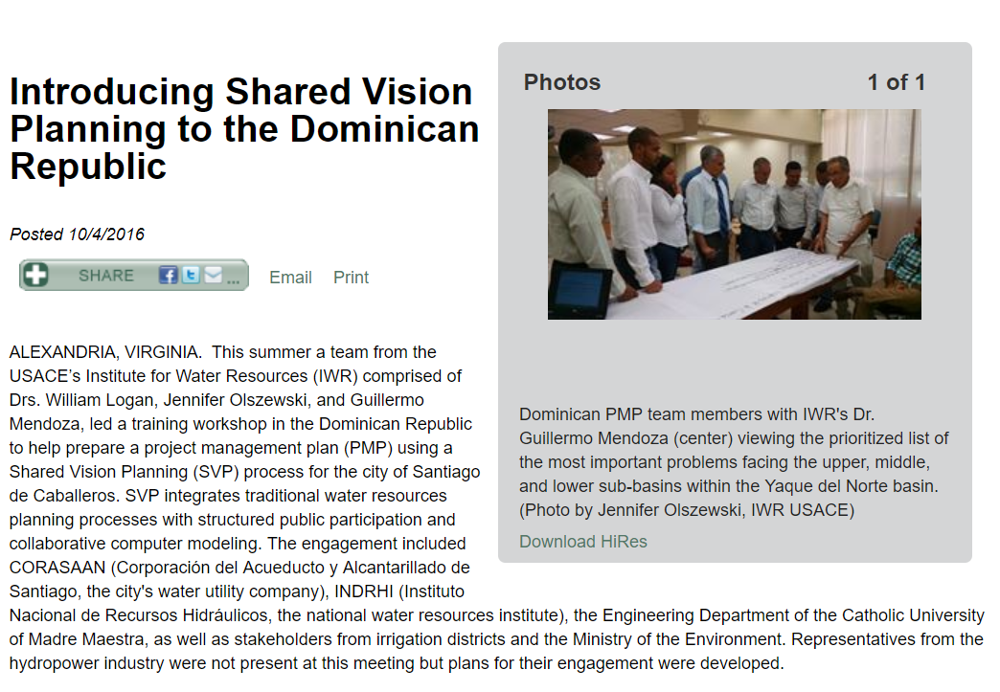 Introducing Shared Vision
Planning to the Dominican
Republic
Posted 10/4/2016
SHARE ...
Email
Print
Photos
1 of 1
Dominican PMP team members with IWR's Dr.
Guillermo Mendoza (center) viewing the prioritized list of
the most important problems facing the upper, middle,
and lower sub-basins within the Yaque del Norte basin.
(Photo by Jennifer Olszewski, IWR USACE)
Download HiRes
ALEXANDRIA, VIRGINIA.  This summer a team from the
USACE’s Institute for Water Resources (IWR) comprised of
Drs. William Logan, Jennifer Olszewski, and Guillermo
Mendoza, led a training workshop in the Dominican Republic
to help prepare a project management plan (PMP) using a
Shared Vision Planning (SVP) process for the city of Santiago
de Caballeros. SVP integrates traditional water resources
planning processes with structured public participation and
collaborative computer modeling. The engagement included
CORASAAN (Corporación del Acueducto y Alcantarillado de
Santiago, the city's water utility company), INDRHI (Instituto
Nacional de Recursos Hidráulicos, the national water resources institute), the Engineering Department of the Catholic University
of Madre Maestra, as well as stakeholders from irrigation districts and the Ministry of the Environment. Representatives from the
hydropower industry were not present at this meeting but plans for their engagement were developed.